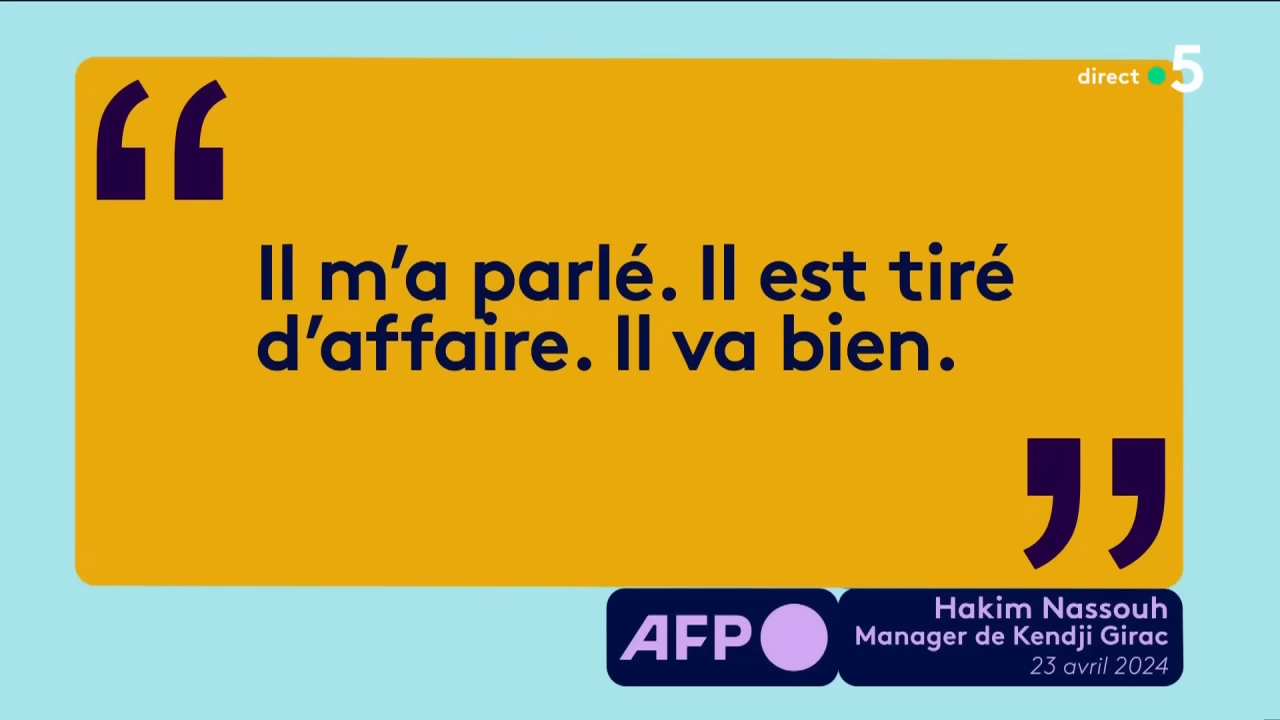 direct 5
“
Il m’a parlé. Il est tiré
d’affaire. Il va bien.
”
AFP
Hakim Nassouh
Manager de Kendji Girac
23 avril 2024